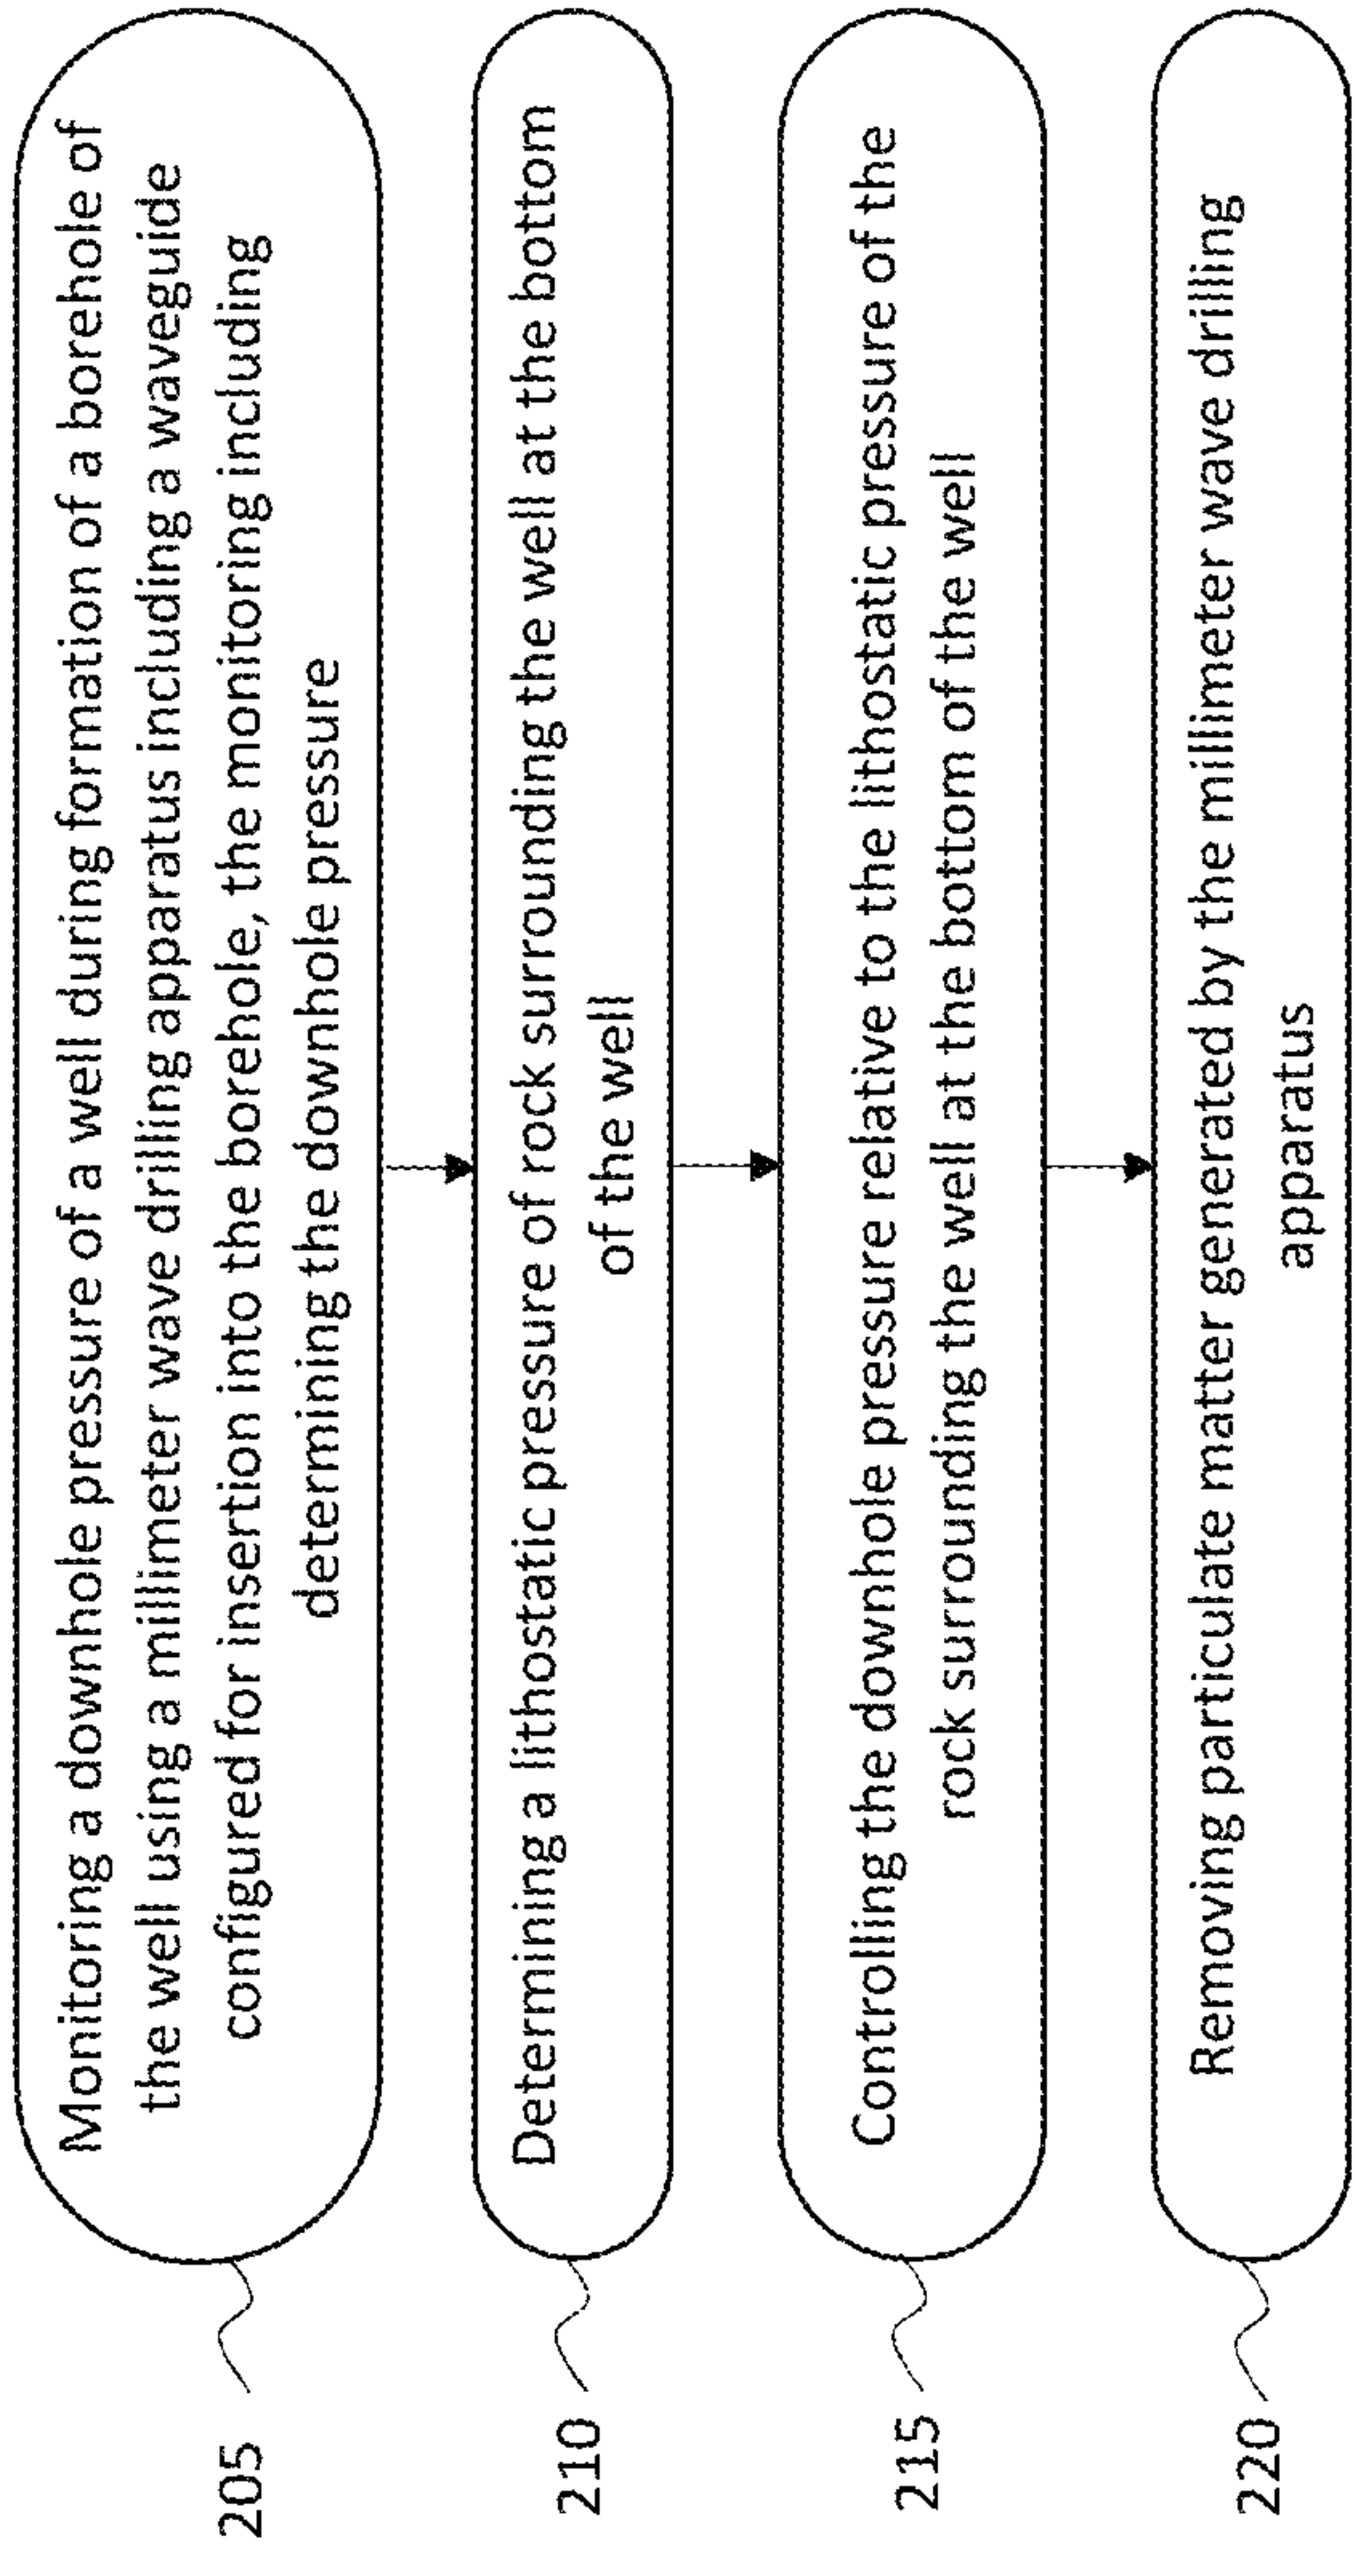 205
Monitoring a downhole pressure of a well during formation of a borehole of
the well using a millimeter wave drilling apparatus including a waveguide
configured for insertion into the borehole, the monitoring including
determining the downhole pressure
210
Determining a lithostatic pressure of rock surrounding the well at the bottom
of the well
215
Controlling the downhole pressure relative to the lithostatic pressure of the
rock surrounding the well at the bottom of the well
220
Removing particulate matter generated by the millimeter wave drilling
apparatus